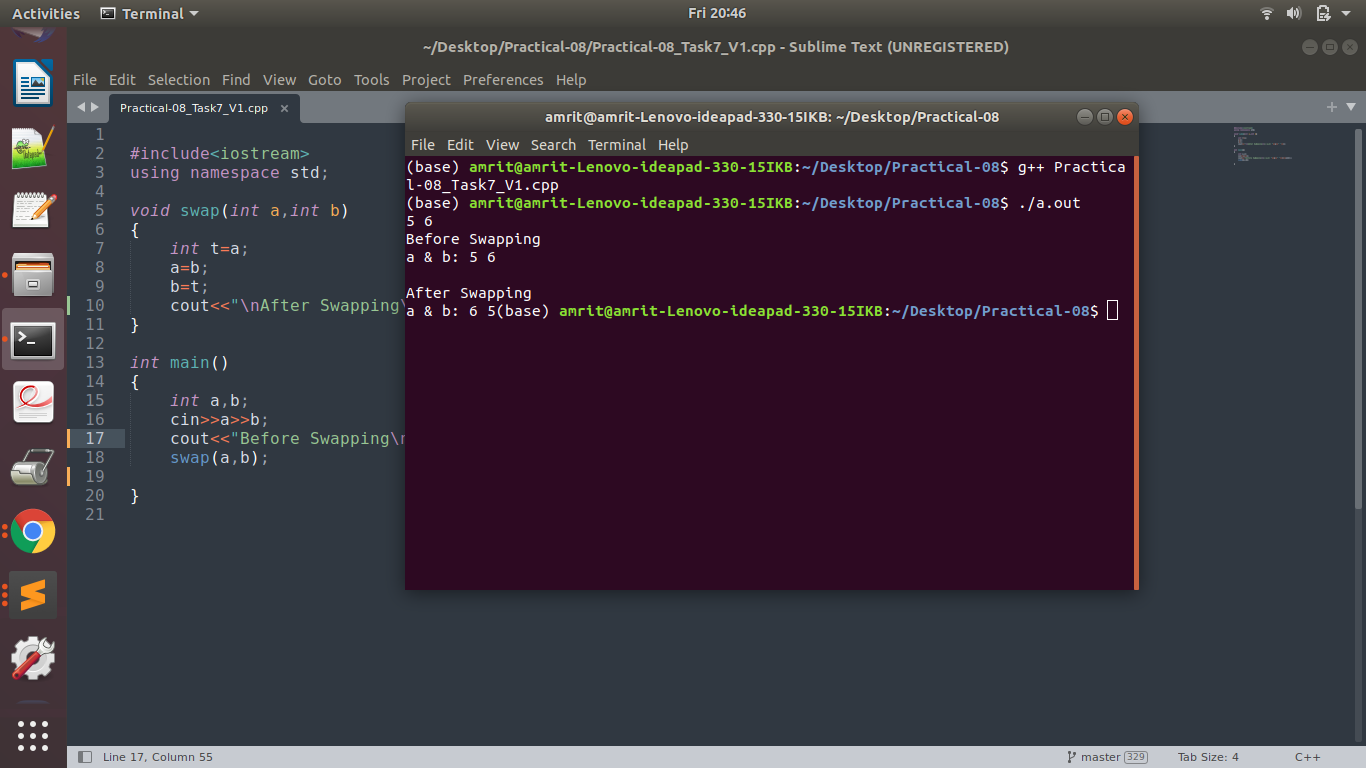 Activities Terminal Fri 20:46
~/Desktop/Practical-08/Practical-08_Task7_V1.cpp - Sublime Text (UNREGISTERED)
File Edit Selection Find View Goto Tools Project Preferences Help
Practical-08_Task7_V1.cpp ×
1
2 #include<iostream>
3 using namespace std;
4
5 void swap(int a,int b)
6 {
7 int t=a;
8 a=b;
9 b=t;
10 cout<<"\nAfter Swapping\
11 }
12
13 int main()
14 {
15 int a,b;
16 cin>>a>>b;
17 cout<<"Before Swapping\n
18 swap(a,b);
19
20 }
21
amrit@amrit-Lenovo-ideapad-330-15IKB: ~/Desktop/Practical-08
File Edit View Search Terminal Help
(base) amrit@amrit-Lenovo-ideapad-330-15IKB:~/Desktop/Practical-08$ g++ Practica
l-08_Task7_V1.cpp
(base) amrit@amrit-Lenovo-ideapad-330-15IKB:~/Desktop/Practical-08$ ./a.out
5 6
Before Swapping
a & b: 5 6
After Swapping
a & b: 6 5(base) amrit@amrit-Lenovo-ideapad-330-15IKB:~/Desktop/Practical-08$
Line 17, Column 55 master 329 Tab Size: 4 C++